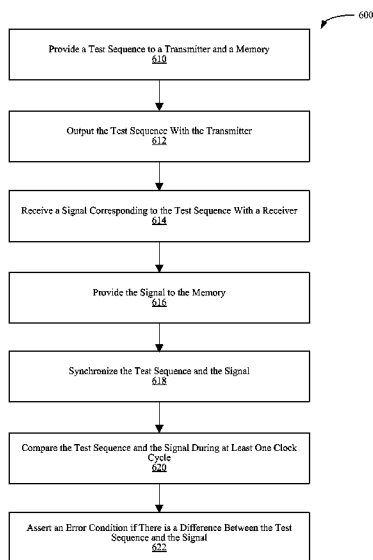 600
Provide a Test Sequence to a Transmitter and a Memory
610
Output the Test Sequence With the Transmitter
612
Receive a Signal Corresponding to the Test Sequence With a Receiver
614
Provide the Signal to the Memory
616
Synchronize the Test Sequence and the Signal
618
Compare the Test Sequence and the Signal During at Least One Clock
Cycle
620
Assert an Error Condition if There is a Difference Between the Test
Sequence and the Signal
622